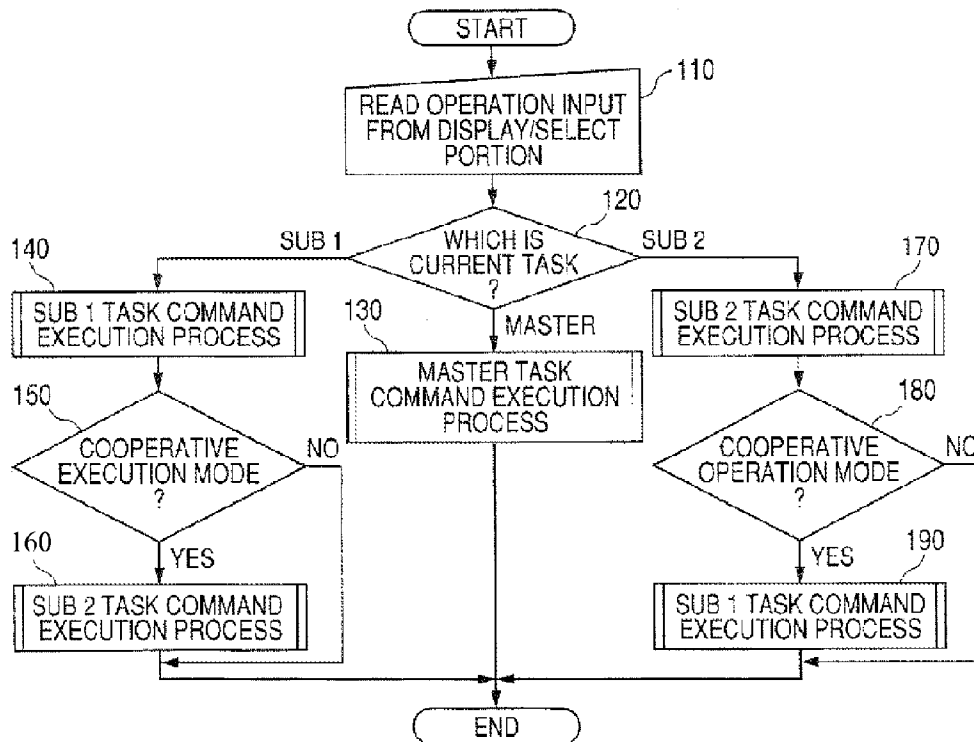 START
110
READ OPERATION INPUT
FROM DISPLAY/SELECT
PORTION
120
WHICH IS
CURRENT TASK
?
SUB 1
SUB 2
MASTER
140
SUB 1 TASK COMMAND
EXECUTION PROCESS
130
MASTER TASK
COMMAND EXECUTION
PROCESS
170
SUB 2 TASK COMMAND
EXECUTION PROCESS
150
COOPERATIVE
EXECUTION MODE
?
NO
YES
180
COOPERATIVE
OPERATION MODE
?
NO
YES
160
SUB 2 TASK COMMAND
EXECUTION PROCESS
190
SUB 1 TASK COMMAND
EXECUTION PROCESS
END